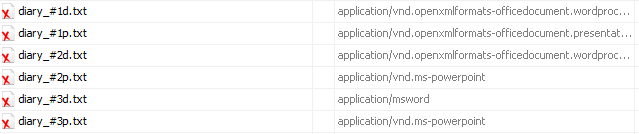 diary_#1d.txt application/vnd.openxmlformats-officedocument.wordproc...
diary_#1p.txt application/vnd.openxmlformats-officedocument.presentat...
diary_#2d.txt application/vnd.openxmlformats-officedocument.wordproc...
diary_#2p.txt application/vnd.ms-powerpoint
diary_#3d.txt application/msword
diary_#3p.txt application/vnd.ms-powerpoint